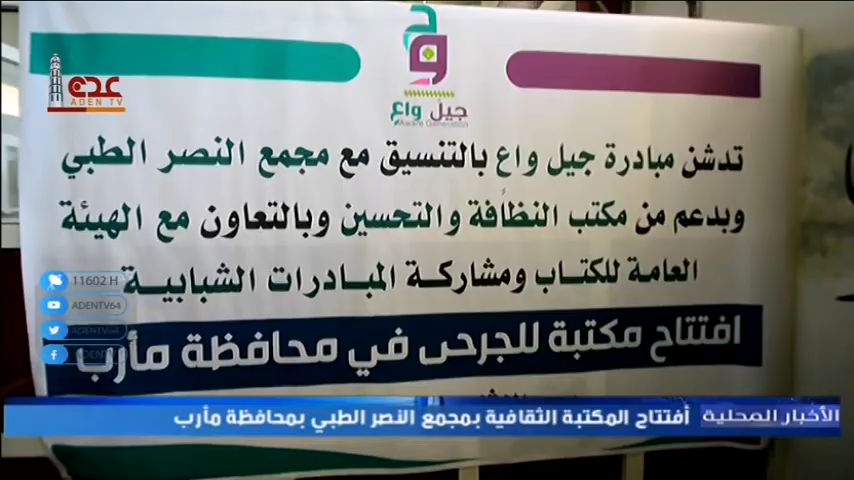 عدن
ADEN TV
جيل واع
Aware Generation
تدشن مبادرة جيل واع بالتنسيق مع مجمع النصر الطبي
وبدعم من مكتب النظافة والتحسين وبالتعاون مع الهيئة
العامة للكتاب ومشاركة المبادرات الشبابية
افتتاح مكتبة للجرحى في محافظة مأرب
11602 H
ADENTV64
ADENTV64
ADENTV
الأخبار المحلية
أفتتاح المكتبة الثقافية بمجمع النصر الطبي بمحافظة مأرب